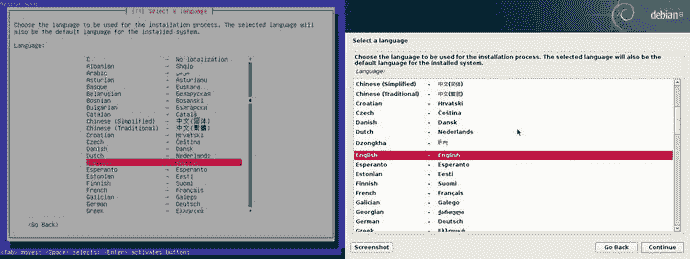 [!!] Select a language
Choose the language to be used for the installation process. The selected language will
also be the default language for the installed system.
Language:
C - No localization
Albanian - Shqip
Arabic - عربي
Asturian - Asturianu
Basque - Euskara
Belarusian - Беларуская
Bosnian - Bosanski
Bulgarian - Български
Catalan - Català
Chinese (Simplified) - 中文(简体)
Chinese (Traditional) - 中文(繁體)
Croatian - Hrvatski
Czech - Čeština
Danish - Dansk
Dutch - Nederlands
Esperanto - Esperanto
Estonian - Eesti
Finnish - Suomi
French - Français
Galician - Galego
German - Deutsch
Greek - Ελληνικά
<Go Back>
<Tab> moves; <Space> selects; <Enter> activates buttons
debian 8
Select a language
Choose the language to be used for the installation process. The selected language will also be the
default language for the installed system.
Language:
Chinese (Simplified) - 中文(简体)
Chinese (Traditional) - 中文(繁體)
Croatian - Hrvatski
Czech - Čeština
Danish - Dansk
Dutch - Nederlands
Dzongkha -
English - English
Esperanto - Esperanto
Estonian - Eesti
Finnish - Suomi
French - Français
Galician - Galego
Georgian - ქართული
German - Deutsch
Greek - Ελληνικά
Screenshot
Go Back
Continue